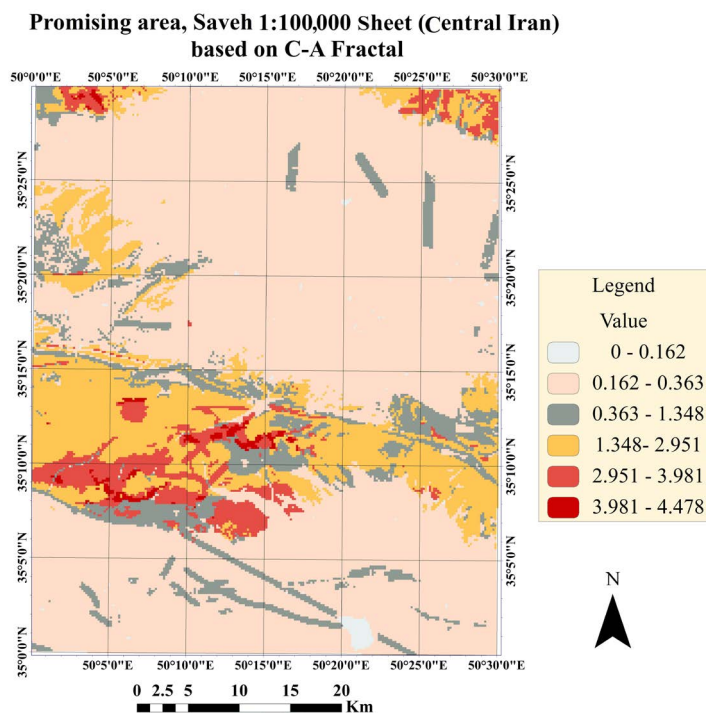 Promising area, Saveh 1:100,000 Sheet (Central Iran)
based on C-A Fractal
50°0'0"E 50°5'0"E 50°10'0"E 50°15'0"E 50°20'0"E 50°25'0"E 50°30'0"E
35°25'0"N 35°25'0"N
35°20'0"N 35°20'0"N
35°15'0"N 35°15'0"N
35°10'0"N 35°10'0"N
35°5'0"N 35°5'0"N
35°0'0"N 35°0'0"N
50°0'0"E 50°5'0"E 50°10'0"E 50°15'0"E 50°20'0"E 50°25'0"E 50°30'0"E
Legend
Value
0 - 0.162
0.162 - 0.363
0.363 - 1.348
1.348- 2.951
2.951 - 3.981
3.981 - 4.478
N
0 2.5 5 10 15 20
Km